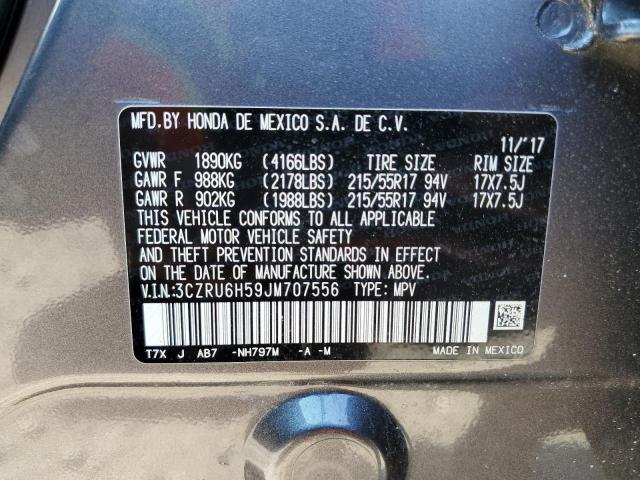 MFD.BY HONDA DE MEXICO S.A. DE C.V.
11/'17
GVWR 1890KG (4166LBS) TIRE SIZE RIM SIZE
GAWR F 988KG (2178LBS) 215/55R17 94V 17X7.5J
GAWR R 902KG (1988LBS) 215/55R17 94V 17X7.5J
THIS VEHICLE CONFORMS TO ALL APPLICABLE
FEDERAL MOTOR VEHICLE SAFETY
AND THEFT PREVENTION STANDARDS IN EFFECT
ON THE DATE OF MANUFACTURE SHOWN ABOVE.
V.I.N.:3CZRU6H59JM707556 TYPE: MPV
T7X J AB7 -NH797M -A -M MADE IN MEXICO